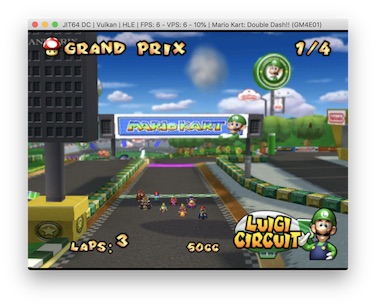 JIT64 DC | Vulkan | HLE | FPS: 6 - VPS: 6 - 10% | Mario Kart: Double Dash!! (GM4E01)
GRAND PRIX
1/4
MARIO KART
LUIGI
CIRCUIT
LAPS: 3
50CC